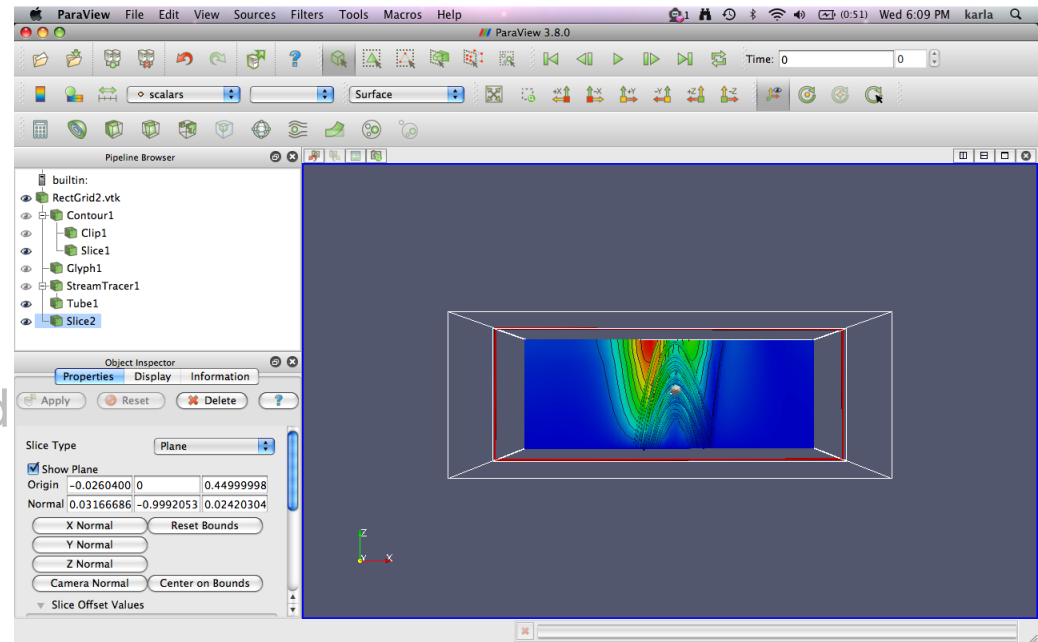 ParaView File Edit View Sources Filters Tools Macros Help 1 (0:51) Wed 6:09 PM karla
ParaView 3.8.0
Time: 0 0
scalars Surface +X -X +Y -Y +Z -Z
Pipeline Browser
builtin:
RectGrid2.vtk
Contour1
Clip1
Slice1
Glyph1
StreamTracer1
Tube1
Slice2
Object Inspector
Properties Display Information
Apply Reset Delete ?
d
Slice Type Plane
Show Plane
Origin -0.0260400 0 0.44999998
Normal 0.03166686 -0.9992053 0.02420304
X Normal Reset Bounds
Y Normal
Z Normal
Camera Normal Center on Bounds
Slice Offset Values
Z
Y X